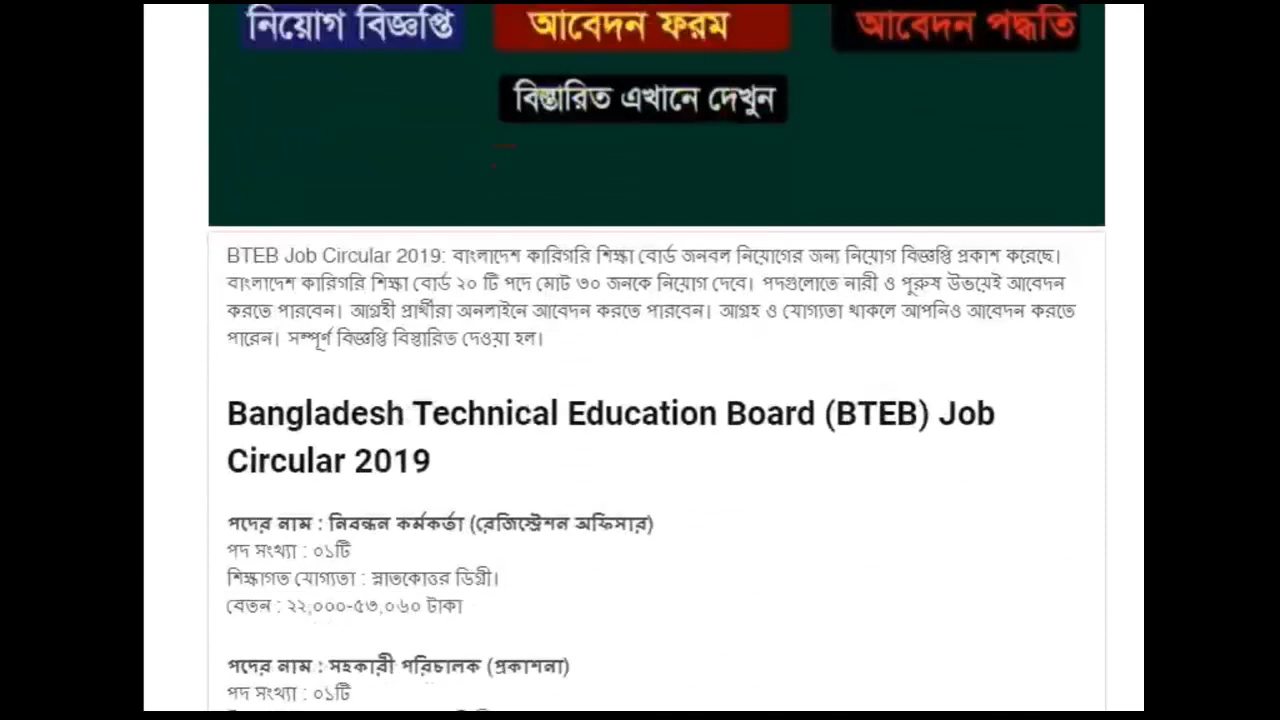 নিয়োগ বিজ্ঞপ্তি আবেদন ফরম আবেদন পদ্ধতি
বিস্তারিত এখানে দেখুন
BTEB Job Circular 2019: বাংলাদেশ কারিগরি শিক্ষা বোর্ড জনবল নিয়োগের জন্য নিয়োগ বিজ্ঞপ্তি প্রকাশ করেছে।
বাংলাদেশ কারিগরি শিক্ষা বোর্ড ২০ টি পদে মোট ৩০ জনকে নিয়োগ দেবে। পদগুলোতে নারী ও পুরুষ উভয়েই আবেদন
করতে পারবেন। আগ্রহী প্রার্থীরা অনলাইনে আবেদন করতে পারবেন। আগ্রহ ও যোগ্যতা থাকলে আপনিও আবেদন করতে
পারেন। সম্পূর্ণ বিজ্ঞপ্তি বিস্তারিত দেওয়া হল।
Bangladesh Technical Education Board (BTEB) Job
Circular 2019
পদের নাম : নিবন্ধন কর্মকর্তা (রেজিস্ট্রেশন অফিসার)
পদ সংখ্যা : ০১টি
শিক্ষাগত যোগ্যতা : স্নাতকোত্তর ডিগ্রী।
বেতন : ২২,০০০-৫৩,০৬০ টাকা
পদের নাম : সহকারী পরিচালক (প্রকাশনা)
পদ সংখ্যা : ০১টি